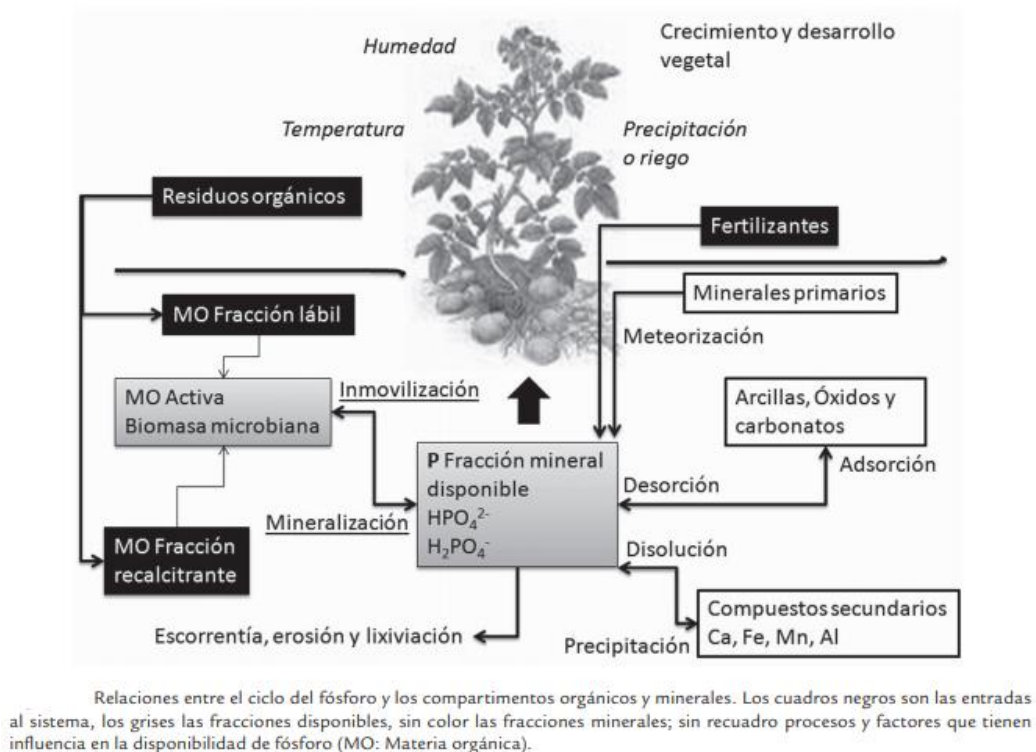 Humedad
Crecimiento y desarrollo
vegetal
Temperatura
Precipitación
o riego
Residuos orgánicos
Fertilizantes
Minerales primarios
MO Fracción lábil
Meteorización
MO Activa
Biomasa microbiana
Inmovilización
Arcillas, Óxidos y
carbonatos
P Fracción mineral
disponible
HPO₄²⁻
H₂PO₄⁻
Desorción
Adsorción
Mineralización
MO Fracción
recalcitrante
Disolución
Escorrentía, erosión y lixiviación
Precipitación
Compuestos secundarios
Ca, Fe, Mn, Al
Relaciones entre el ciclo del fósforo y los compartimentos orgánicos y minerales. Los cuadros negros son las entradas
al sistema, los grises las fracciones disponibles, sin color las fracciones minerales; sin recuadro procesos y factores que tienen
influencia en la disponibilidad de fósforo (MO: Materia orgánica).